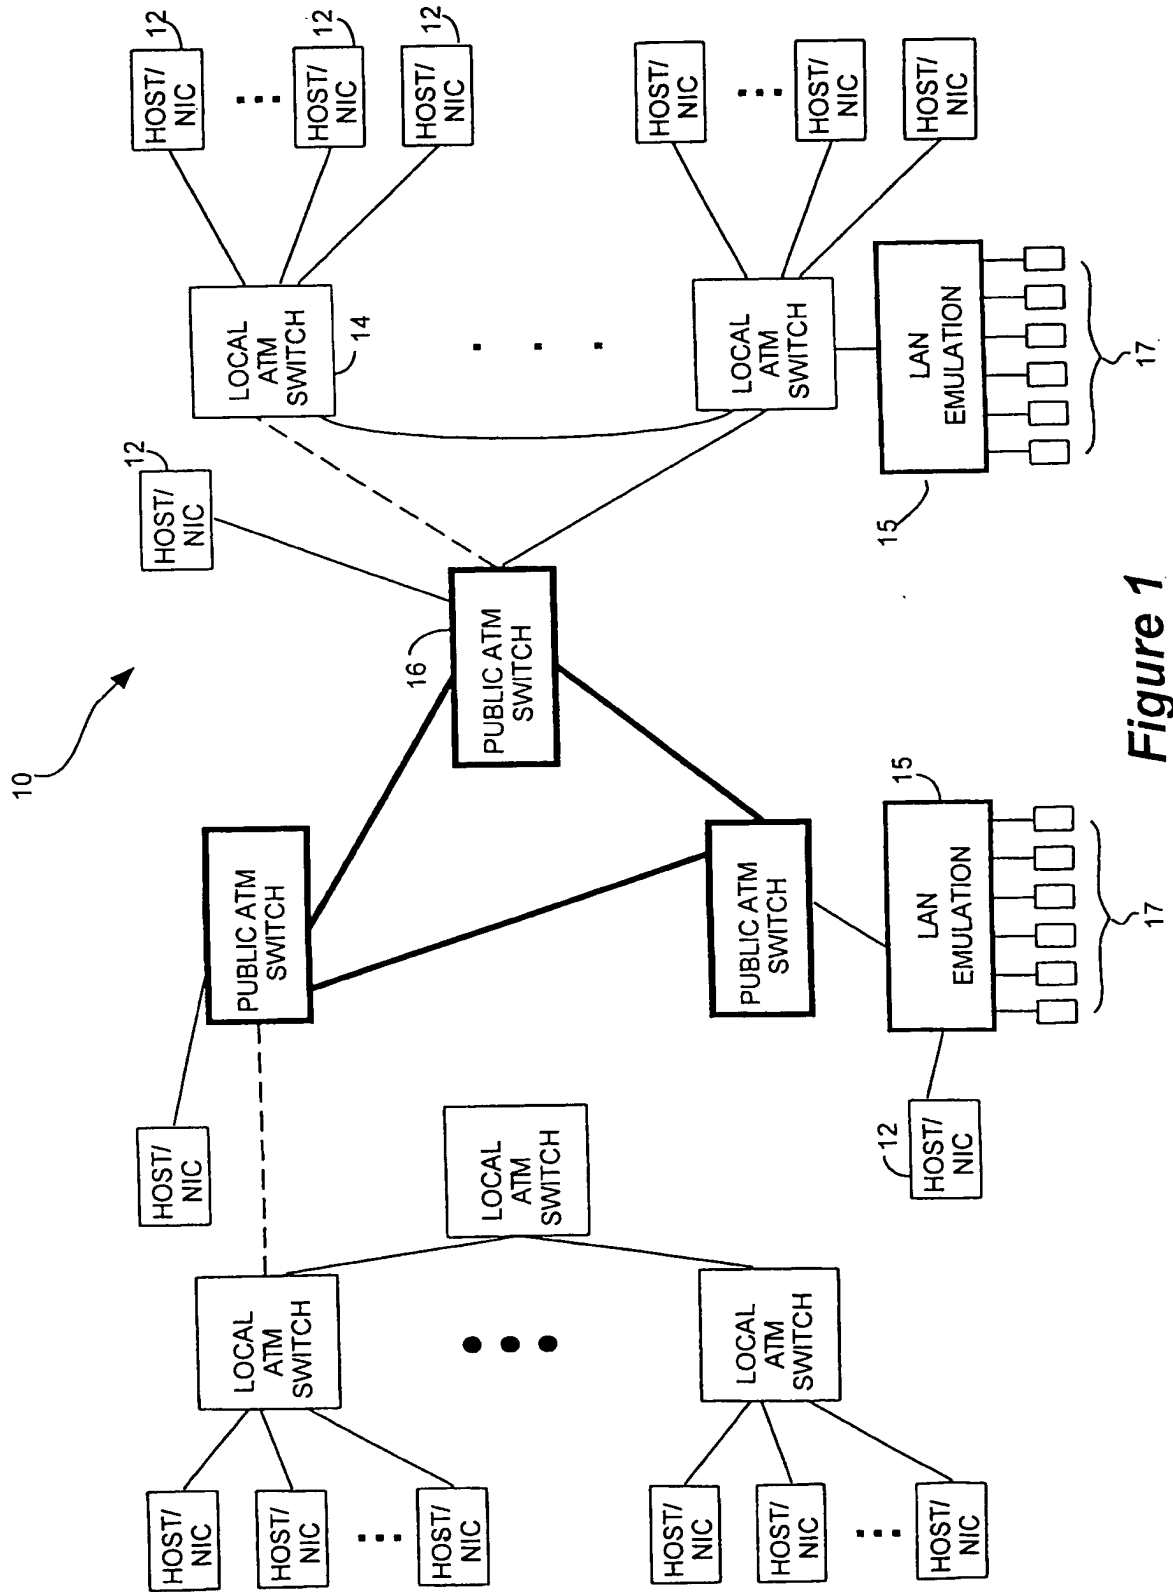 10
HOST/
NIC
HOST/
NIC
HOST/
NIC
LOCAL
ATM
SWITCH
LOCAL
ATM
SWITCH
HOST/
NIC
HOST/
NIC
HOST/
NIC
LOCAL
ATM
SWITCH
HOST/
NIC
PUBLIC ATM
SWITCH
PUBLIC ATM
SWITCH
16
PUBLIC ATM
SWITCH
12
HOST/
NIC
12
HOST/
NIC
15
LAN
EMULATION
17
LOCAL
ATM
SWITCH
14
12
HOST/
NIC
12
HOST/
NIC
12
HOST/
NIC
LOCAL
ATM
SWITCH
HOST/
NIC
HOST/
NIC
HOST/
NIC
15
LAN
EMULATION
17
Figure 1